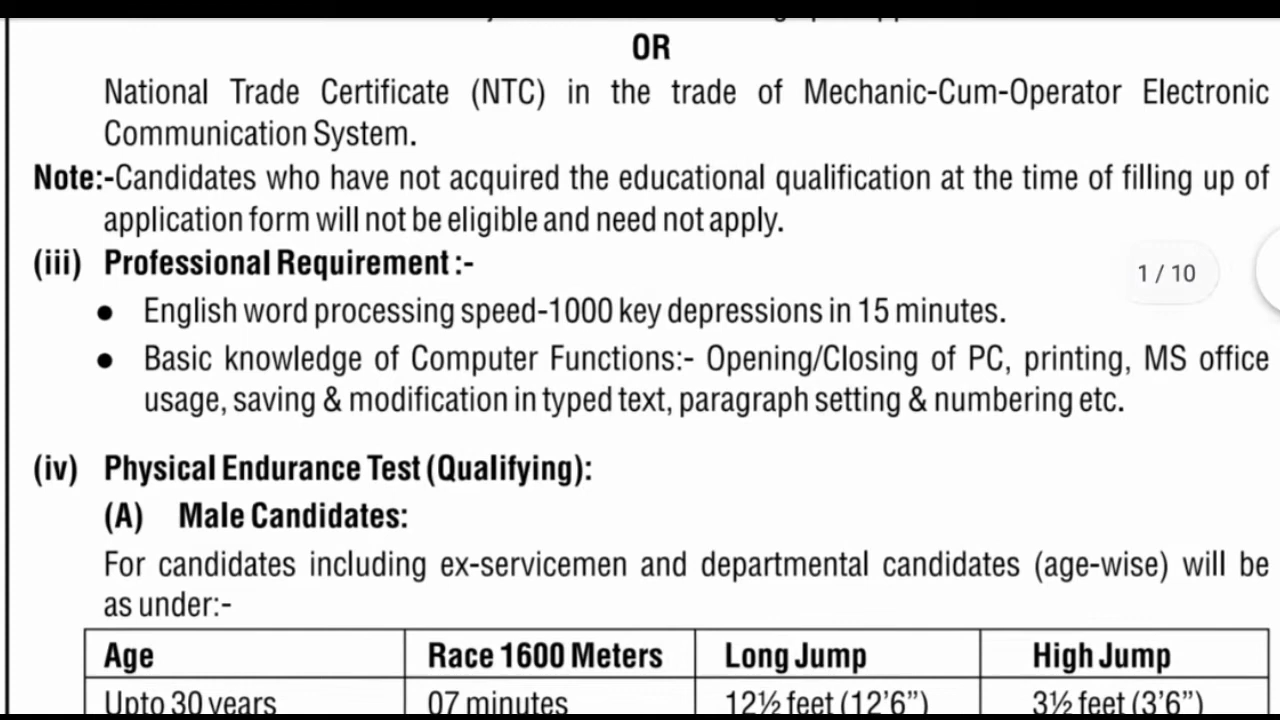 OR
National Trade Certificate (NTC) in the trade of Mechanic-Cum-Operator Electronic
Communication System.
Note:-Candidates who have not acquired the educational qualification at the time of filling up of
application form will not be eligible and need not apply.
(iii) Professional Requirement :-
1 / 10
● English word processing speed-1000 key depressions in 15 minutes.
● Basic knowledge of Computer Functions:- Opening/Closing of PC, printing, MS office
usage, saving & modification in typed text, paragraph setting & numbering etc.
(iv) Physical Endurance Test (Qualifying):
(A) Male Candidates:
For candidates including ex-servicemen and departmental candidates (age-wise) will be
as under:-
Age Race 1600 Meters Long Jump High Jump
Upto 30 years 07 minutes 12½ feet (12'6”) 3½ feet (3'6”)